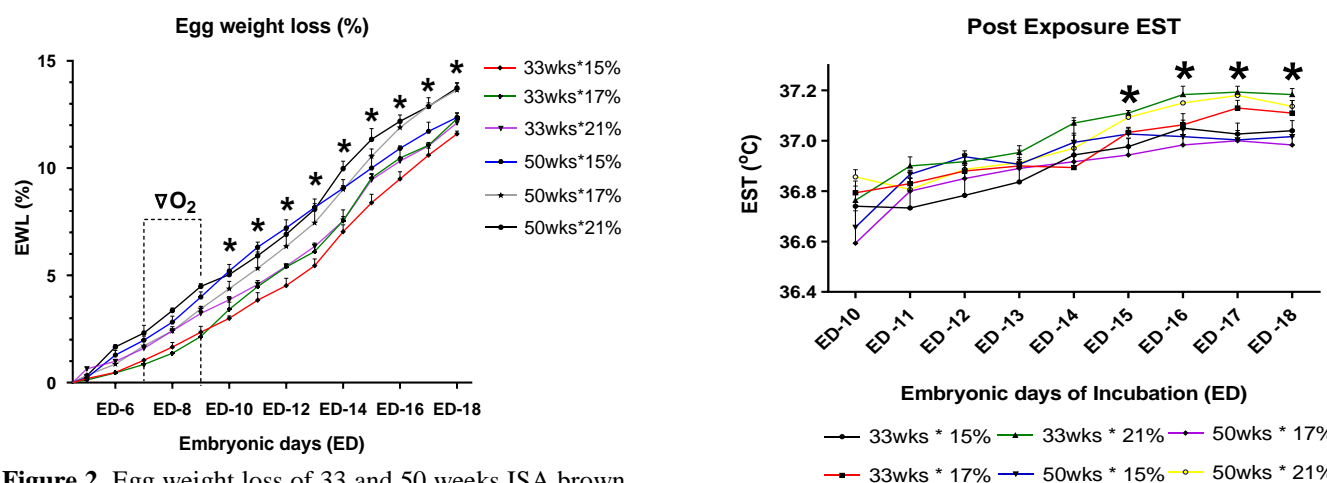 Egg weight loss (%)
EWL (%)
15
10
5
0
∇O2
* * * * * * * * *
ED-6 ED-8 ED-10 ED-12 ED-14 ED-16 ED-18
Embryonic days (ED)
33wks*15%
33wks*17%
33wks*21%
50wks*15%
50wks*17%
50wks*21%
Figure 2. Egg weight loss of 33 and 50 weeks ISA brown
Post Exposure EST
EST (°C)
37.2
37.0
36.8
36.6
36.4
* * * *
ED-10 ED -11 ED -12 ED -13 ED -14 ED -15 ED -16 ED -17 ED -18
Embryonic days of Incubation (ED)
33wks * 15% 33wks * 21% 50wks * 17%
33wks * 17% 50wks * 15% 50wks * 21%